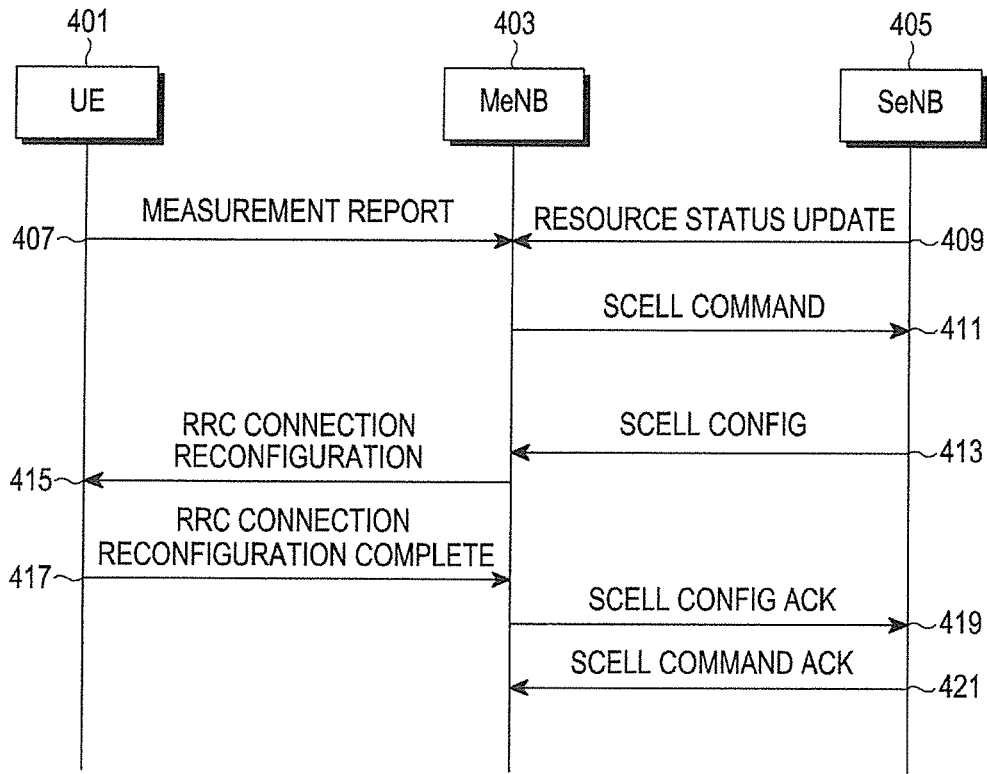 401
403
405
UE
MeNB
SeNB
MEASUREMENT REPORT
RESOURCE STATUS UPDATE
407
409
SCELL COMMAND
411
RRC CONNECTION
RECONFIGURATION
SCELL CONFIG
413
415
RRC CONNECTION
RECONFIGURATION COMPLETE
417
SCELL CONFIG ACK
419
SCELL COMMAND ACK
421